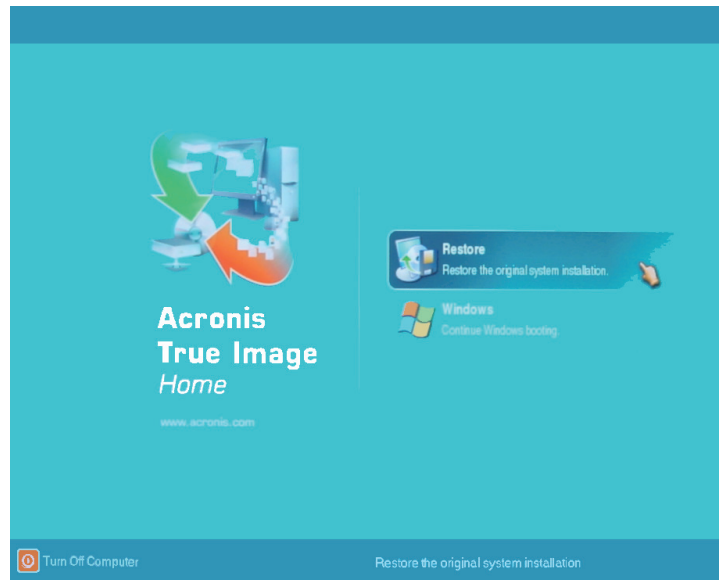 Acronis
True Image
Home
www.acronis.com
Restore
Restore the original system installation.
Windows
Continue Windows booting.
Turn Off Computer
Restore the original system installation